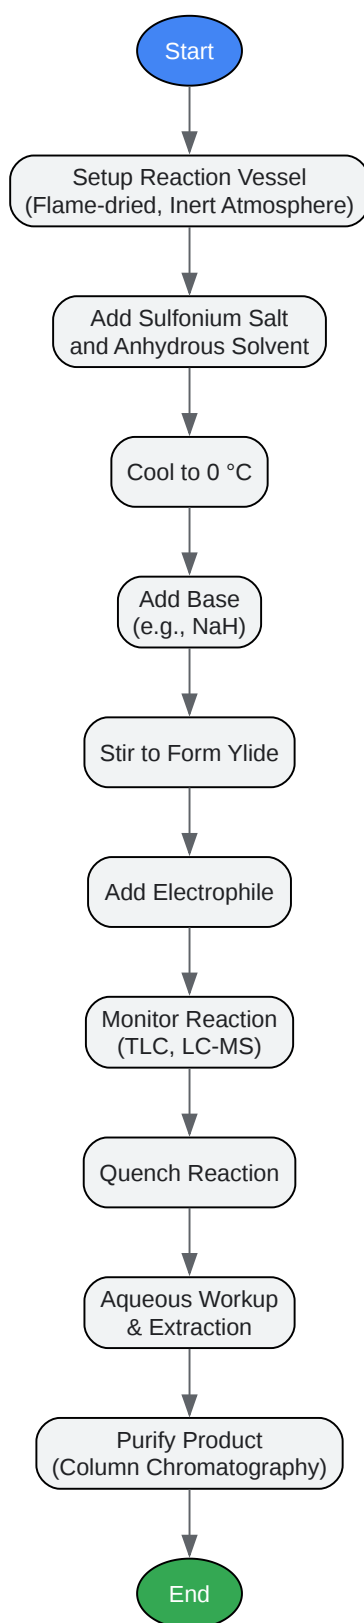 Start
Setup Reaction Vessel
(Flame-dried, Inert Atmosphere)
Add Sulfonium Salt
and Anhydrous Solvent
Cool to 0 °C
Add Base
(e.g., NaH)
Stir to Form Ylide
Add Electrophile
Monitor Reaction
(TLC, LC-MS)
Quench Reaction
Aqueous Workup
& Extraction
Purify Product
(Column Chromatography)
End